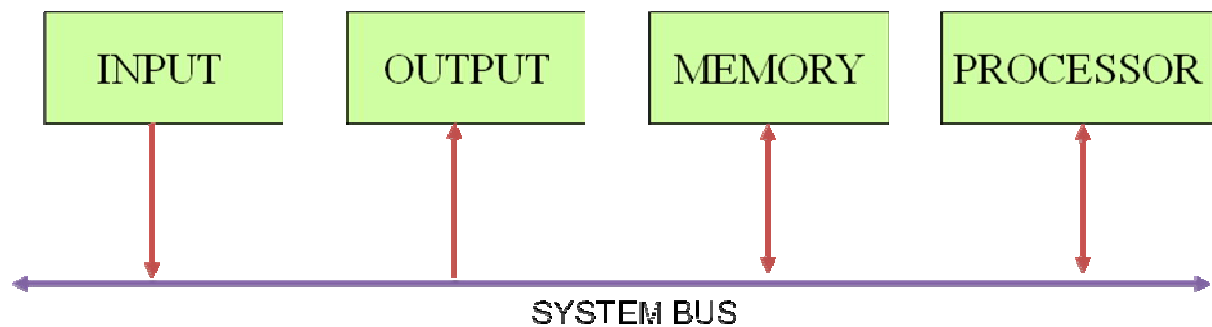 INPUT
OUTPUT
MEMORY
PROCESSOR
SYSTEM BUS